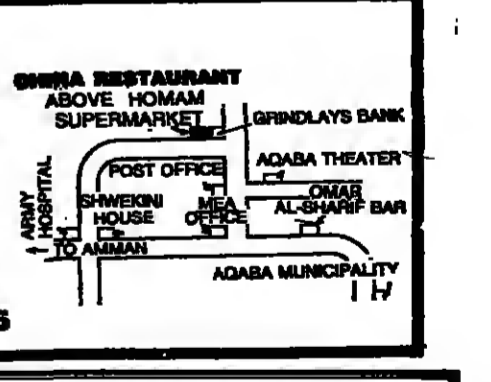 CHINA RESTAURANT
ABOVE HOMAM
SUPERMARKET
GRINDLAYS BANK
AQABA THEATER
POST OFFICE
ARMY
HOSPITAL
SHWEKINI
HOUSE
MEA
OFFICE
OMAR
AL-SHARIF BAR
TO AMMAN
AQABA MUNICIPALITY
S